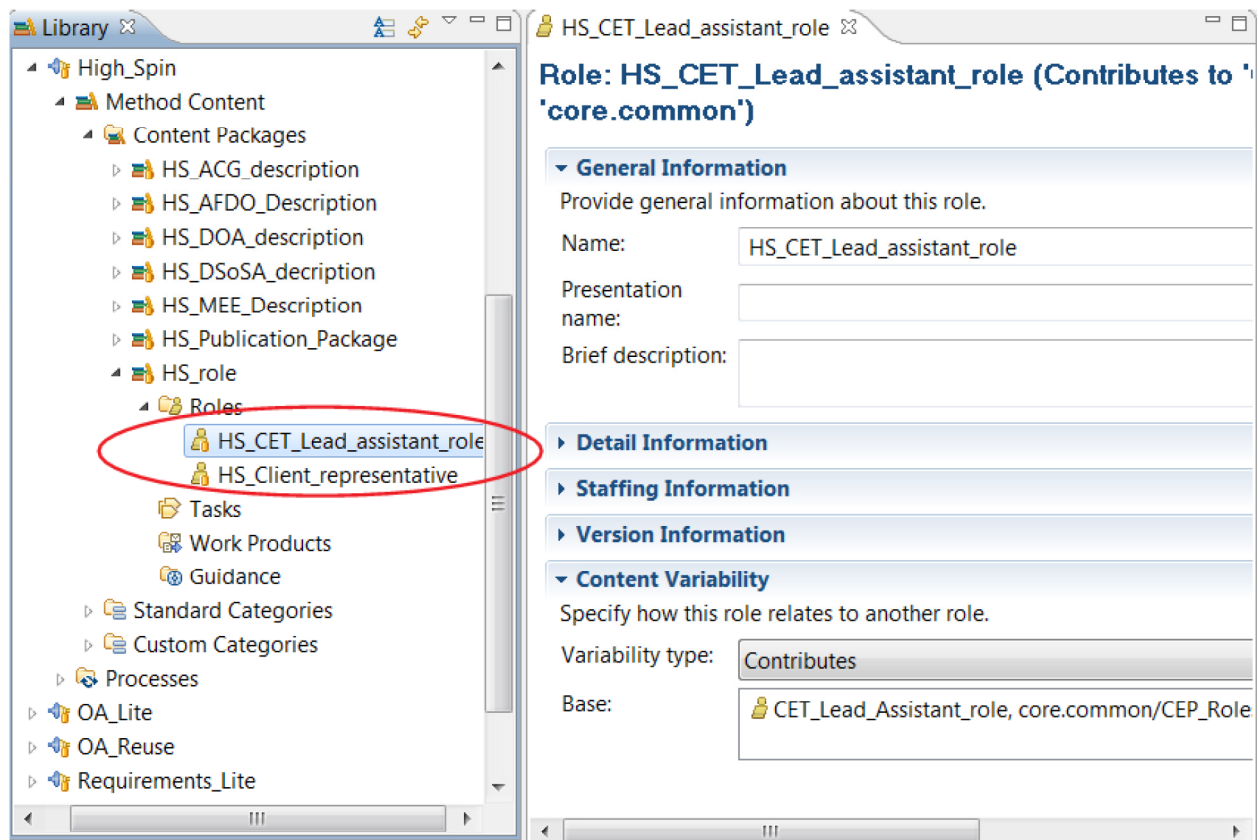 Library
High_Spin
Method Content
Content Packages
HS_ACG_description
HS_AFDO_Description
HS_DOA_description
HS_DSoSA_decription
HS_MEE_Description
HS_Publication_Package
HS_role
Roles
HS_CET_Lead_assistant_role
HS_Client_representative
Tasks
Work Products
Guidance
Standard Categories
Custom Categories
Processes
OA_Lite
OA_Reuse
Requirements_Lite
HS_CET_Lead_assistant_role
Role: HS_CET_Lead_assistant_role (Contributes to '
'core.common')
General Information
Provide general information about this role.
Name:
HS_CET_Lead_assistant_role
Presentation
name:
Brief description:
Detail Information
Staffing Information
Version Information
Content Variability
Specify how this role relates to another role.
Variability type:
Contributes
Base:
CET_Lead_Assistant_role, core.common/CEP_Role